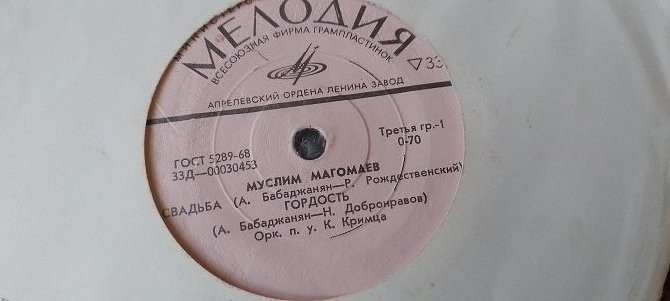 МЕЛОДИЯ
ВСЕСОЮЗНАЯ ФИРМА ГРАМПЛАСТИНОК
33
АПРЕЛЕВСКИЙ ОРДЕНА ЛЕНИНА ЗАВОД
ГОСТ 5289-68
33Д—00030453
Третья гр.-1
0-70
МУСЛИМ МАГОМАЕВ
СВАДЬБА (А. Бабаджанян—Р. Рождественский)
ГОРДОСТЬ
(А. Бабаджанян—Н. Добронравов)
Орк. п. у. К. Кримца